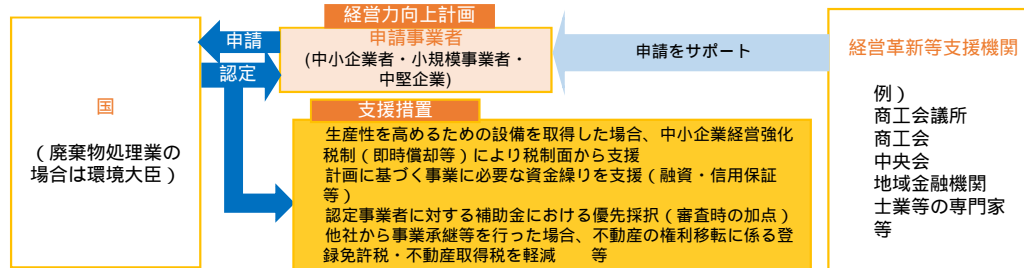 経営力向上計画
申請事業者
(中小企業者・小規模事業者・
中堅企業)
申請
認定
国
(廃棄物処理業の
場合は環境大臣)
申請をサポート
経営革新等支援機関
例)
商工会議所
商工会
中央会
地域金融機関
士業等の専門家
等
支援措置
生産性を高めるための設備を取得した場合、中小企業経営強化
税制(即時償却等)により税制面から支援
計画に基づく事業に必要な資金繰りを支援(融資・信用保証
等)
認定事業者に対する補助金における優先採択(審査時の加点)
他社から事業承継等を行った場合、不動産の権利移転に係る登
録免許税・不動産取得税を軽減 等